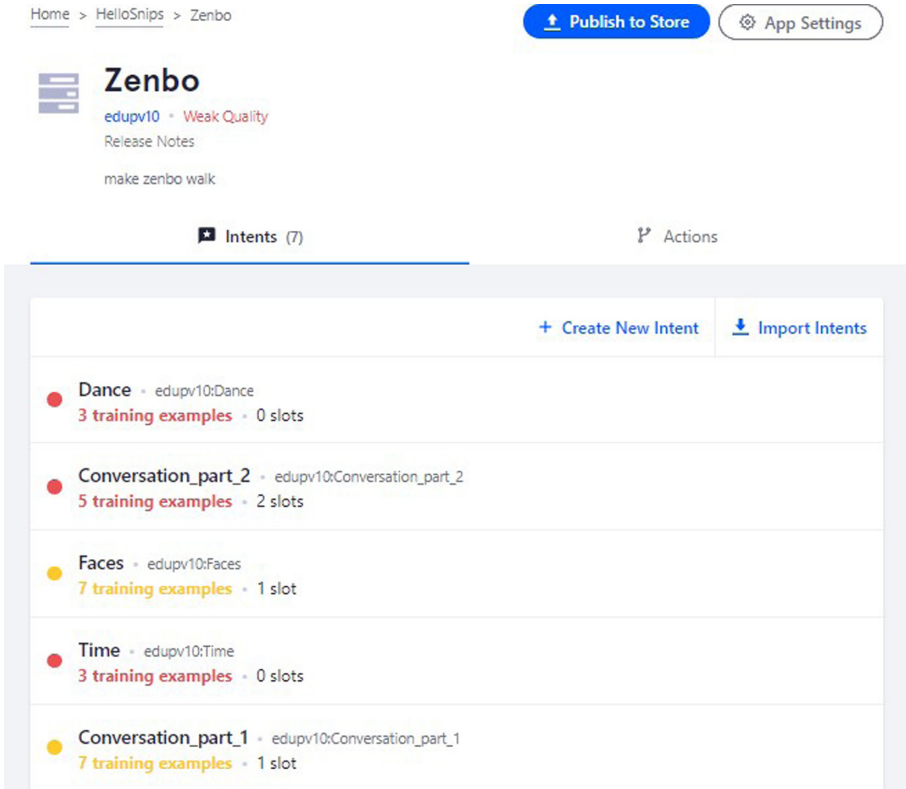 Home > HelloSnips > Zenbo
Publish to Store
App Settings
Zenbo
edupv10 • Weak Quality
Release Notes
make zenbo walk
Intents (7)
Actions
+ Create New Intent
Import Intents
Dance • edupv10:Dance
3 training examples • 0 slots
Conversation_part_2 • edupv10:Conversation_part_2
5 training examples • 2 slots
Faces • edupv10:Faces
7 training examples • 1 slot
Time • edupv10:Time
3 training examples • 0 slots
Conversation_part_1 • edupv10:Conversation_part_1
7 training examples • 1 slot